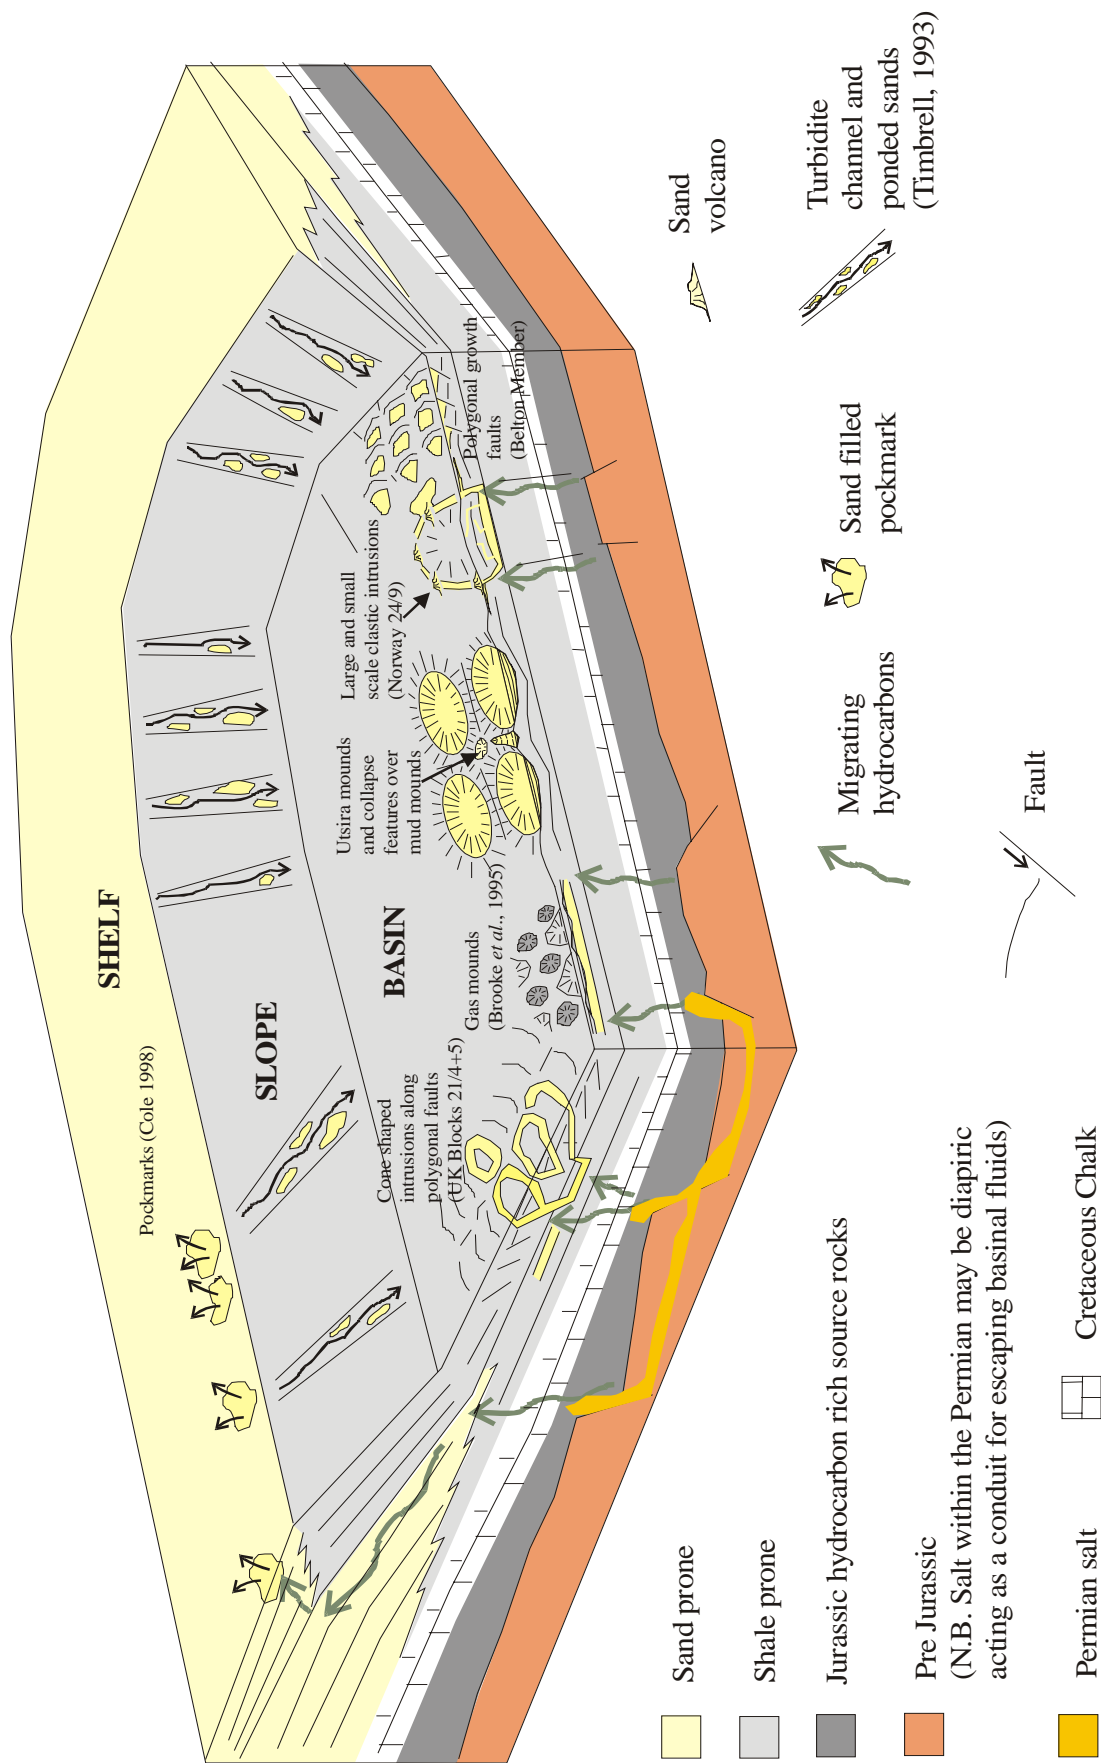 SHELF
Pockmarks (Cole 1998)
SLOPE
BASIN
Cone shaped
intrusions along
polygonal faults
(UK Blocks 21/4+5)
Gas mounds
(Brooke et al., 1995)
Utsira mounds
and collapse
features over
mud mounds
Large and small
scale clastic intrusions
(Norway 24/9)
Polygonal growth
faults
(Belton Member)
Sand prone
Shale prone
Jurassic hydrocarbon rich source rocks
Pre Jurassic
(N.B. Salt within the Permian may be diapiric
acting as a conduit for escaping basinal fluids)
Permian salt
Cretaceous Chalk
Migrating
hydrocarbons
Fault
Sand filled
pockmark
Sand
volcano
Turbidite
channel and
ponded sands
(Timbrell, 1993)